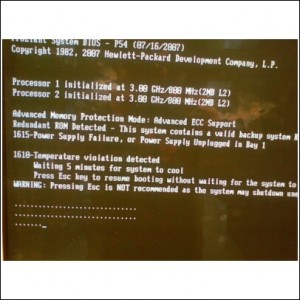 ProLiant System BIOS - P54 (07/16/2007)
Copyright 1982, 2007 Hewlett-Packard Development Company, L.P.
Processor 1 initialized at 3.00 GHz/800 MHz(2MB L2)
Processor 2 initialized at 3.00 GHz/800 MHz(2MB L2)
Advanced Memory Protection Mode: Advanced ECC Support
Redundant ROM Detected - This system contains a valid backup system
1615-Power Supply Failure, or Power Supply Unplugged in Bay 1
1610-Temperature violation detected
Waiting 5 minutes for system to cool
Press Esc key to resume booting without waiting for the system to
WARNING: Pressing Esc is NOT recommended as the system may shutdown
................................
................................
......._